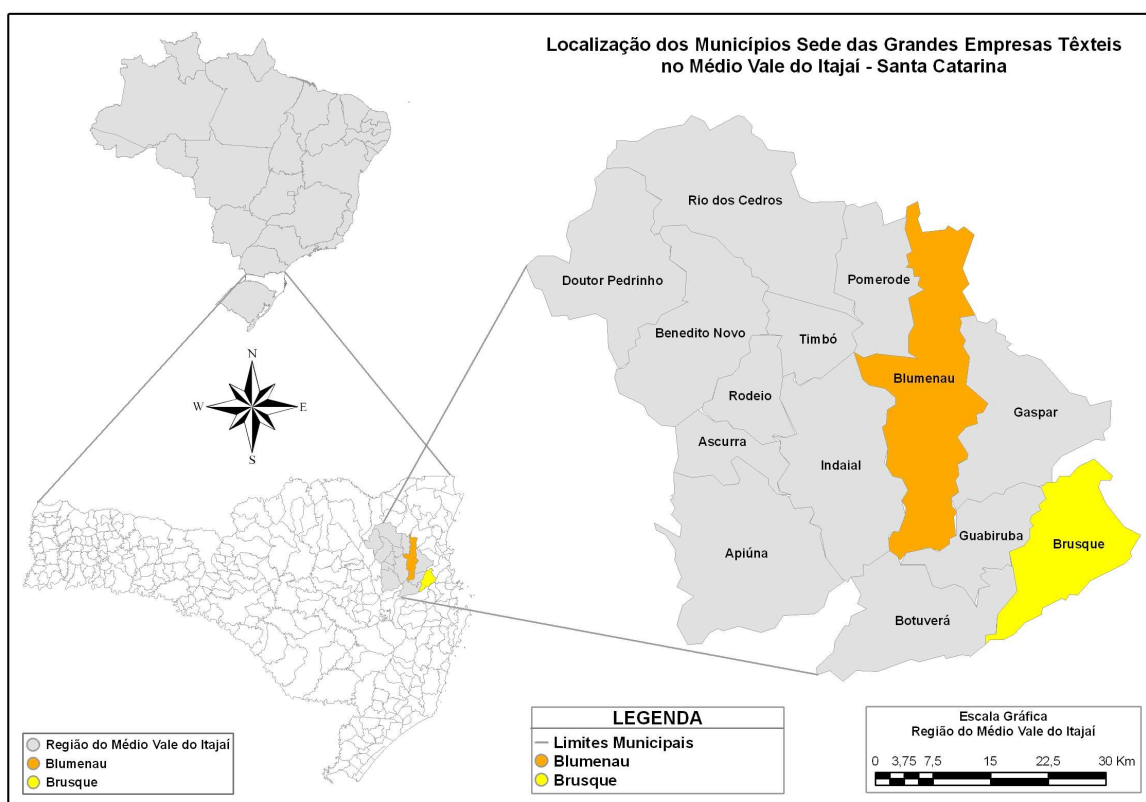 Localização dos Municípios Sede das Grandes Empresas Têxteis
no Médio Vale do Itajaí - Santa Catarina
Rio dos Cedros
Doutor Pedrinho
Pomerode
Benedito Novo
Timbó
Blumenau
Rodeio
Gaspar
Ascurra
Indaial
Apiúna
Guabiruba
Brusque
Botuverá
N
W
E
S
Região do Médio Vale do Itajaí
Blumenau
Brusque
LEGENDA
Limites Municipais
Blumenau
Brusque
Escala Gráfica
Região do Médio Vale do Itajaí
0 3,75 7,5 15 22,5 30 Km